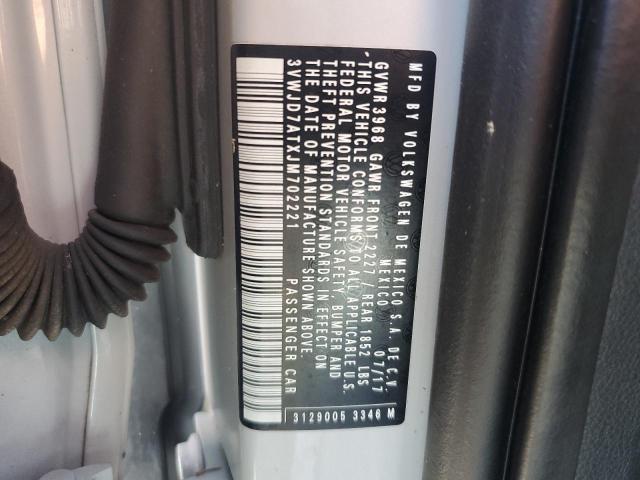 MFD BY VOLKSWAGEN DE MEXICO S.A. DE C.V.
MEXICO 07/17
GVWR 3968 GAWR FRONT 2227 / REAR 1852 LBS
THIS VEHICLE CONFORMS TO ALL APPLICABLE U.S.
FEDERAL MOTOR VEHICLE SAFETY BUMPER AND
THEFT PREVENTION STANDARDS IN EFFECT ON
THE DATE OF MANUFACTURE SHOWN ABOVE.
3VWJD7ATXJM702221 PASSENGER CAR
3129005 3346 M